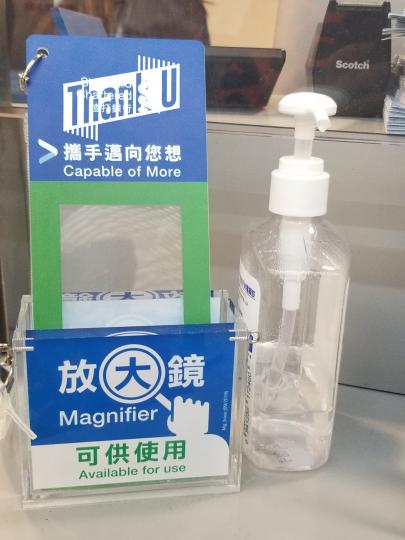 Thank U
攜手邁向您想
Capable of More
放大鏡
Magnifier
可供使用
Available for use
Scotch